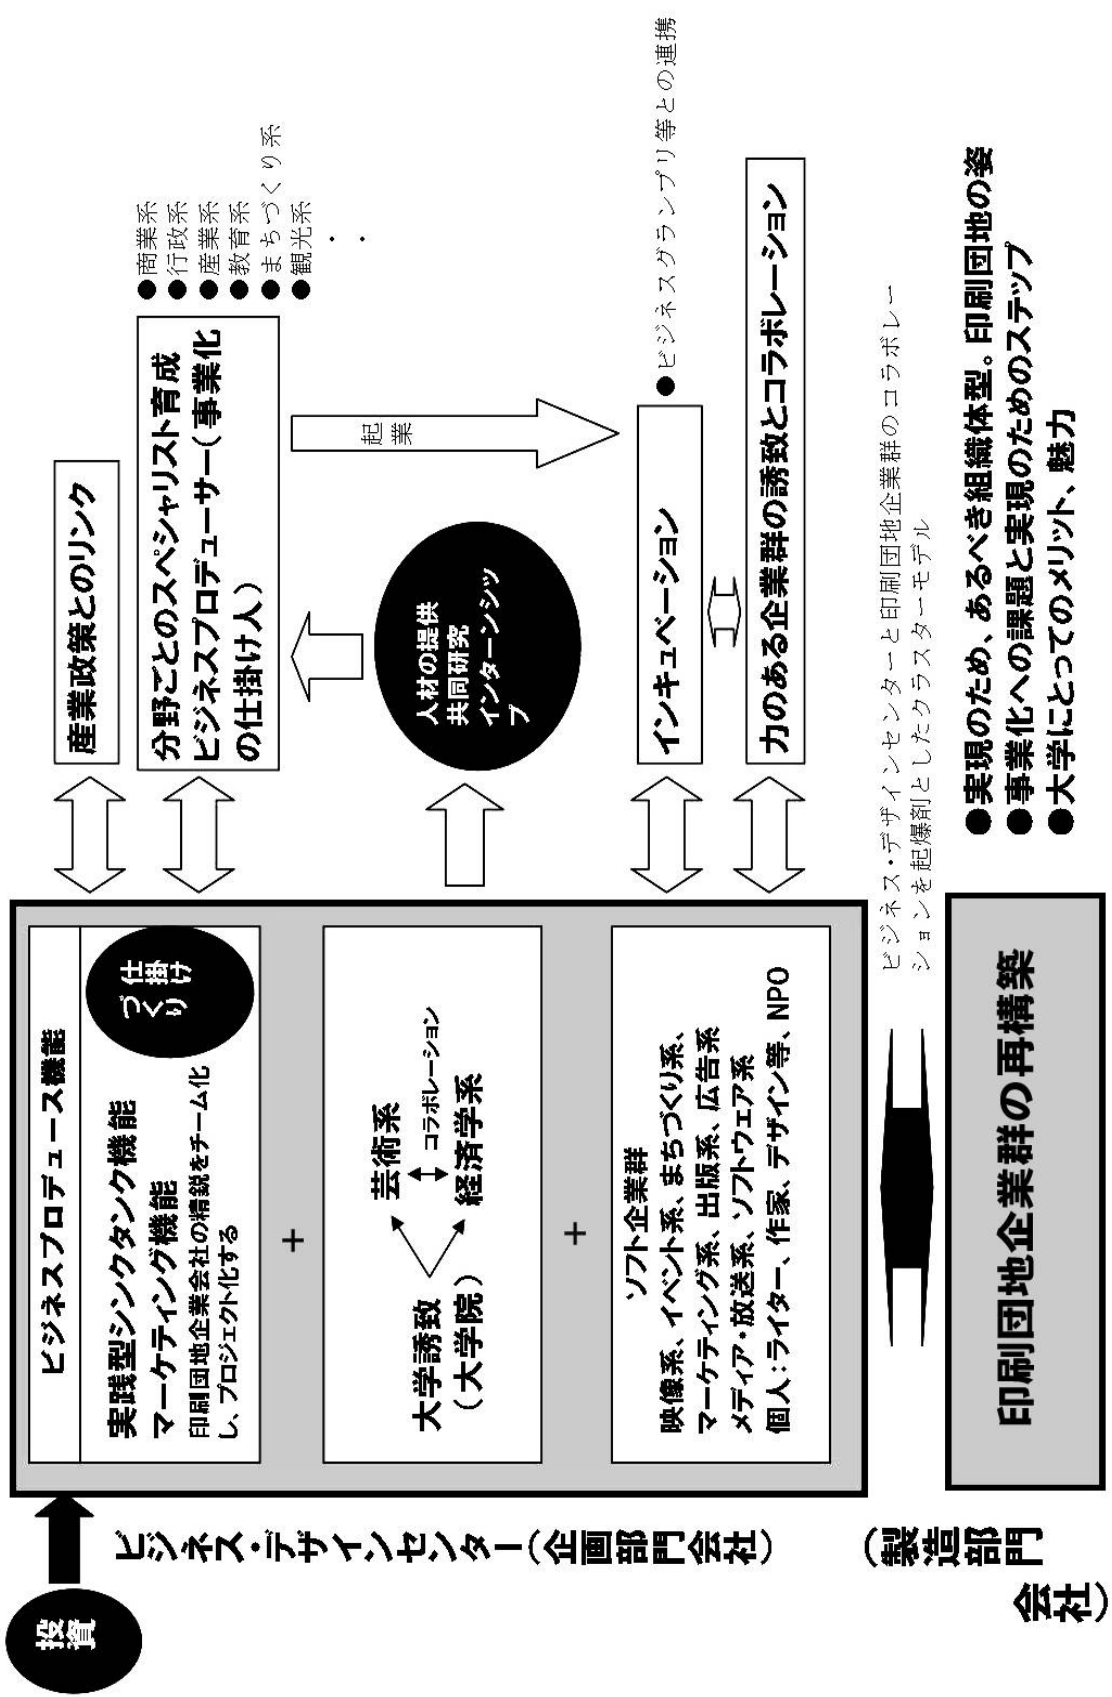 投
資
ビジネス・デザインセンター(企画部門会社)
(製造部門
会社)
ビジネスプロデュース機能
実践型シンクタンク機能
マーケティング機能
印刷団地企業会社の精鋭をチーム化
し、プロジェクト化する
仕掛け
づくり
+
大学誘致
(大学院)
芸術系
コラボレーション
経済学系
+
ソフト企業群
映像系、イベント系、まちづくり系、
マーケティング系、出版系、広告系
メディア・放送系、ソフトウェア系
個人:ライター、作家、デザイン等、NPO
産業政策とのリンク
分野ごとのスペシャリスト育成
ビジネスプロデューサー(事業化
の仕掛け人)
●商業系
●行政系
●産業系
●教育系
●まちづくり系
●観光系
・
・
人材の提供
共同研究
インターンシッ
プ
起
業
インキュベーション
●ビジネスグランプリ等との連携
力のある企業群の誘致とコラボレーション
ビジネス・デザインセンターと印刷団地企業群のコラボレー
ションを起爆剤としたクラスターモデル
印刷団地企業群の再構築
●実現のため、あるべき組織体型。印刷団地の姿
●事業化への課題と実現のためのステップ
●大学にとってのメリット、魅力